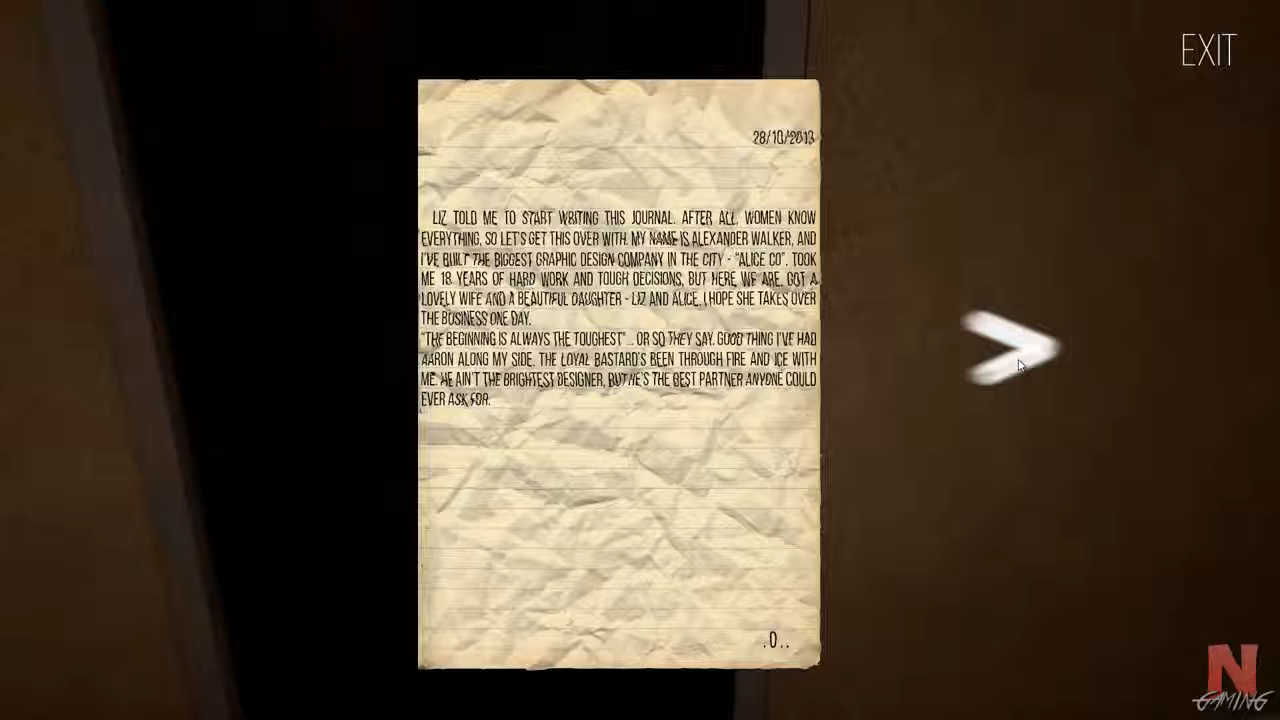 EXIT
28/10/2013
LIZ TOLD ME TO START WRITING THIS JOURNAL. AFTER ALL, WOMEN KNOW
EVERYTHING, SO LET'S GET THIS OVER WITH. MY NAME IS ALEXANDER WALKER, AND
I'VE BUILT THE BIGGEST GRAPHIC DESIGN COMPANY IN THE CITY - "ALICE CO". TOOK
ME 18 YEARS OF HARD WORK AND TOUGH DECISIONS, BUT HERE WE ARE. GOT A
LOVELY WIFE AND A BEAUTIFUL DAUGHTER - LIZ AND ALICE. I HOPE SHE TAKES OVER
THE BUSINESS ONE DAY.
"THE BEGINNING IS ALWAYS THE TOUGHEST"... OR SO THEY SAY. GOOD THING I'VE HAD
AARON ALONG MY SIDE. THE LOYAL BASTARD'S BEEN THROUGH FIRE AND ICE WITH
ME. HE AIN'T THE BRIGHTEST DESIGNER, BUT HE'S THE BEST PARTNER ANYONE COULD
EVER ASK FOR.
.0..
N
GAMING